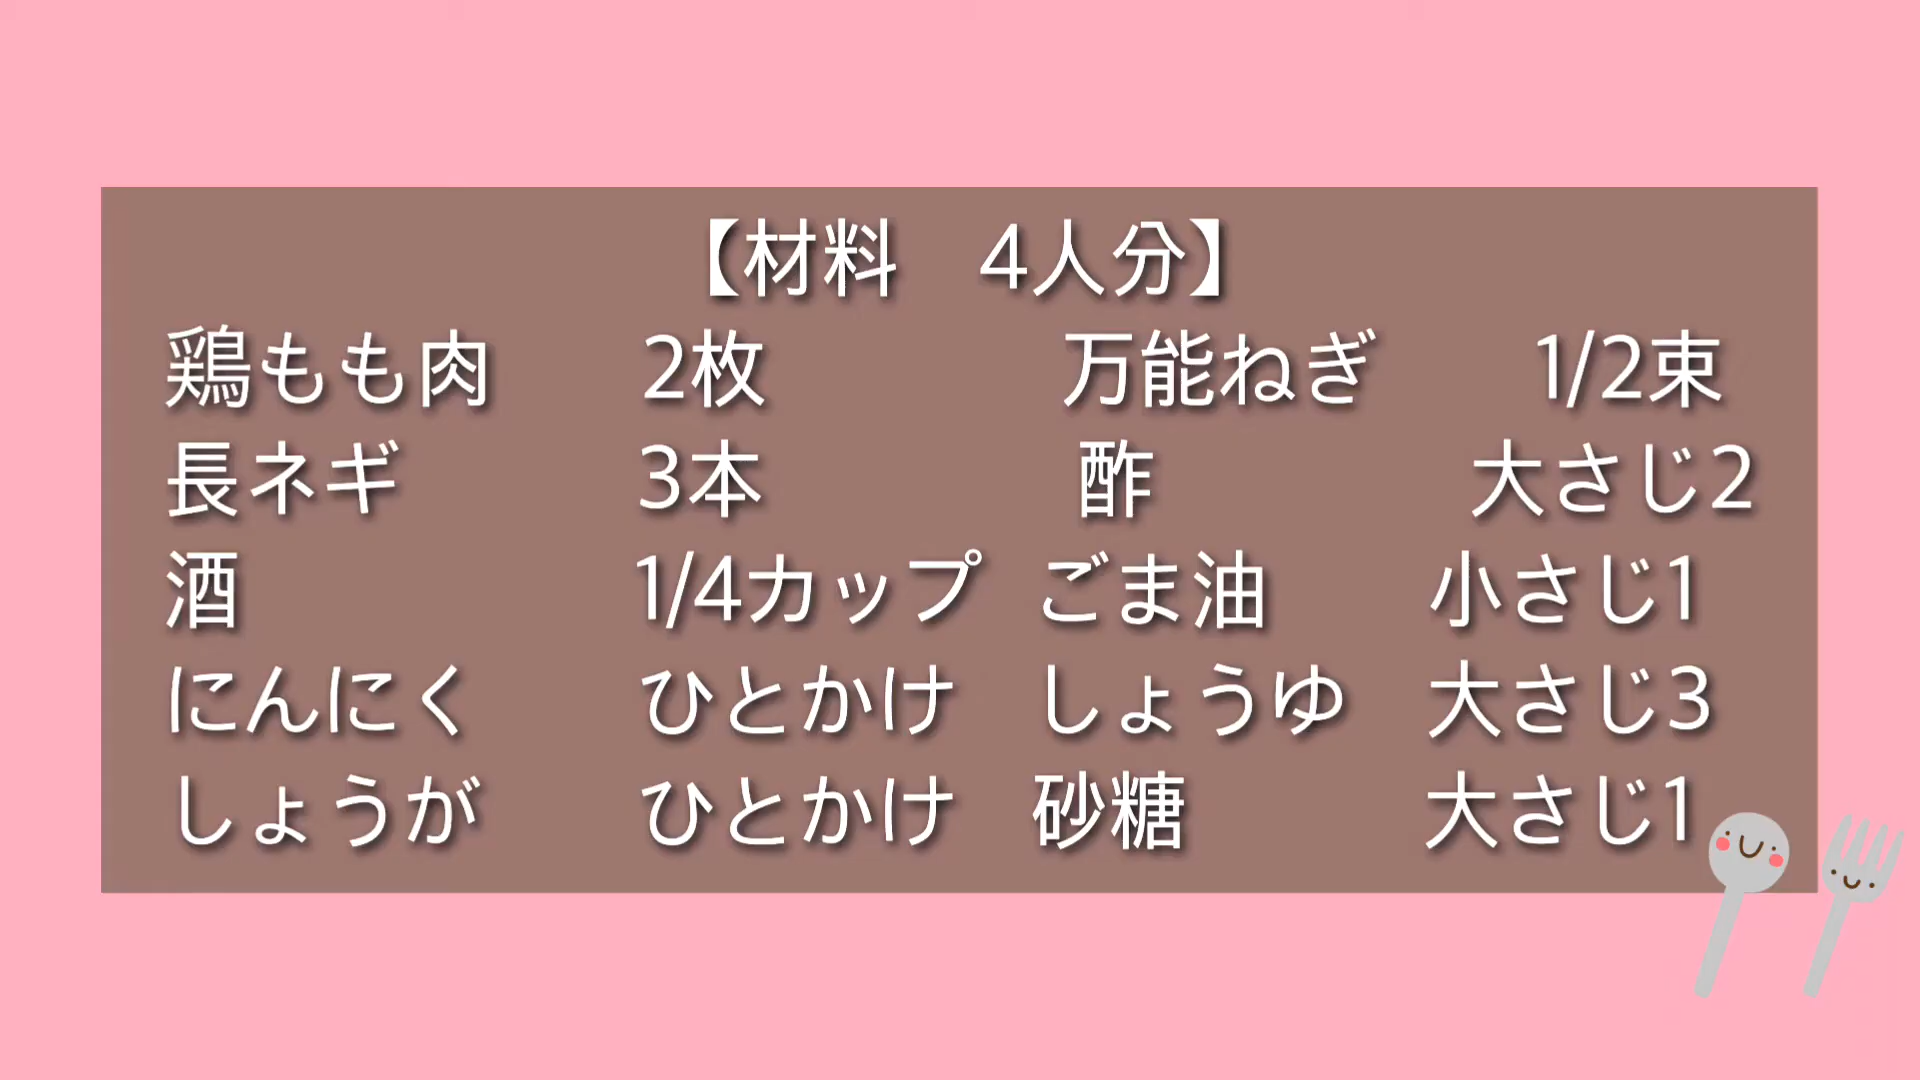 【材料　4人分】
鶏もも肉　2枚　万能ねぎ　1/2束
長ネギ　3本　酢　大さじ2
酒　1/4カップ　ごま油　小さじ1
にんにく　ひとかけ　しょうゆ　大さじ3
しょうが　ひとかけ　砂糖　大さじ1